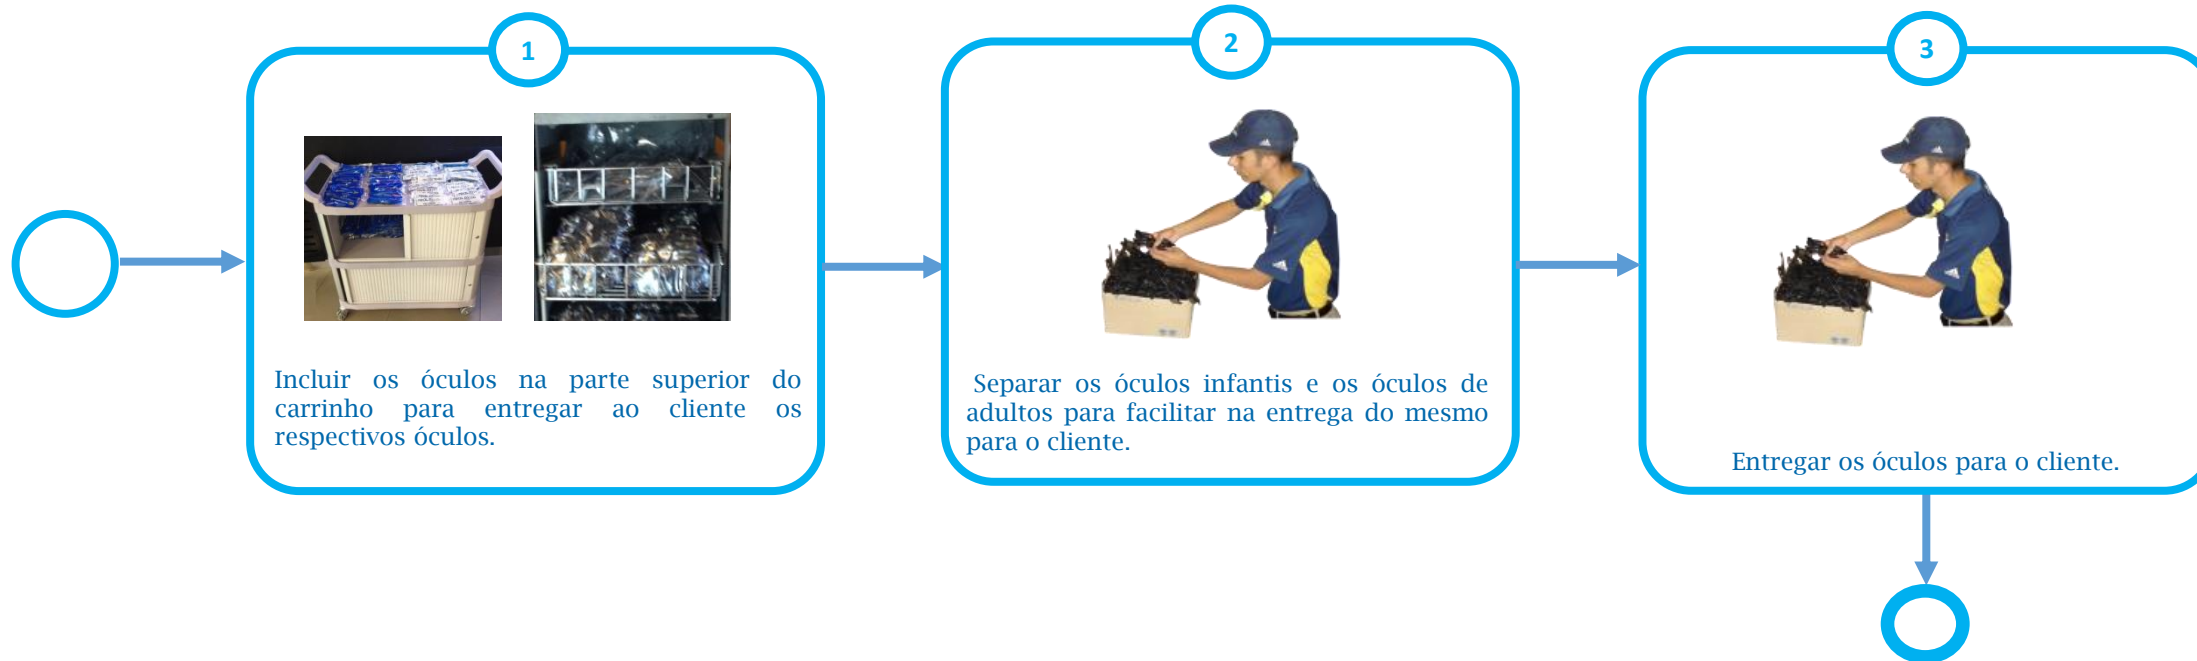 1
Incluir os óculos na parte superior do
carrinho para entregar ao cliente os
respectivos óculos.
2
Separar os óculos infantis e os óculos de
adultos para facilitar na entrega do mesmo
para o cliente.
3
Entregar os óculos para o cliente.